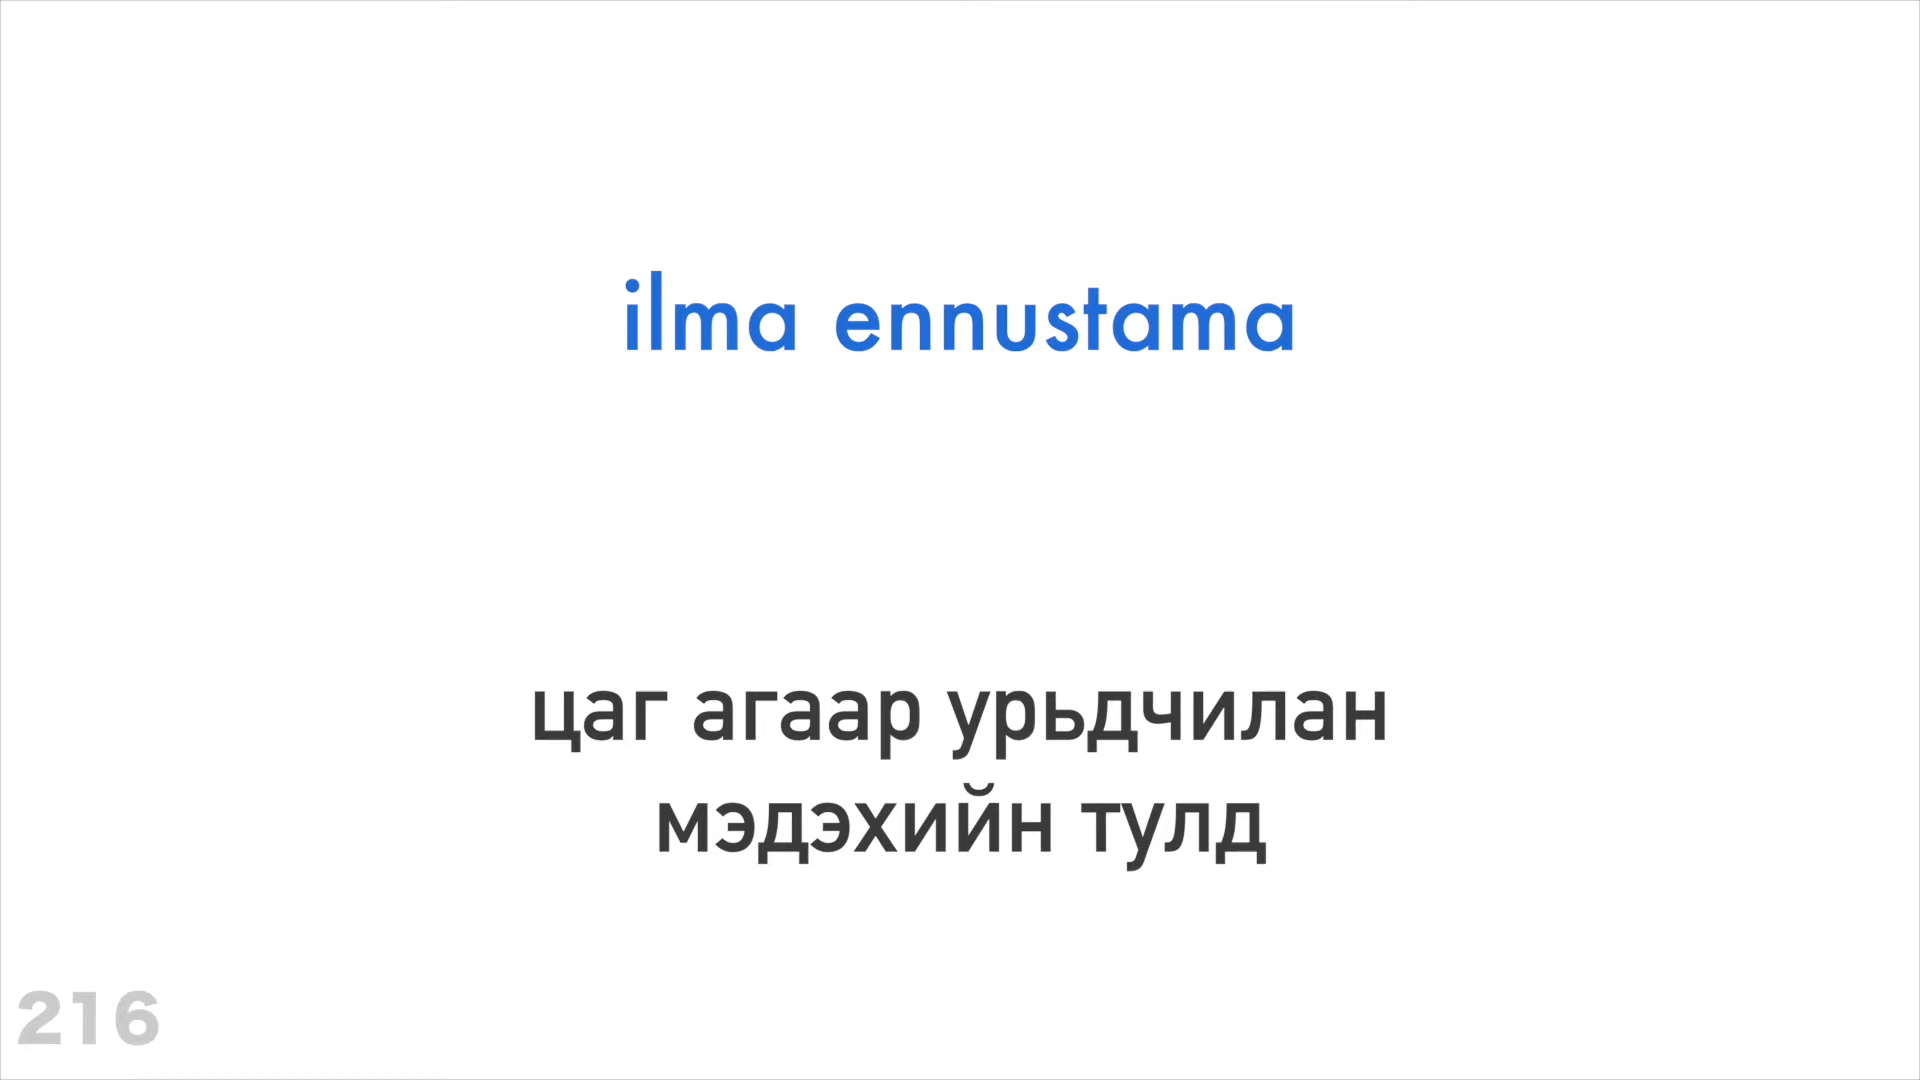 ilma ennustama
цаг агаар урьдчилан
мэдэхийн тулд
216